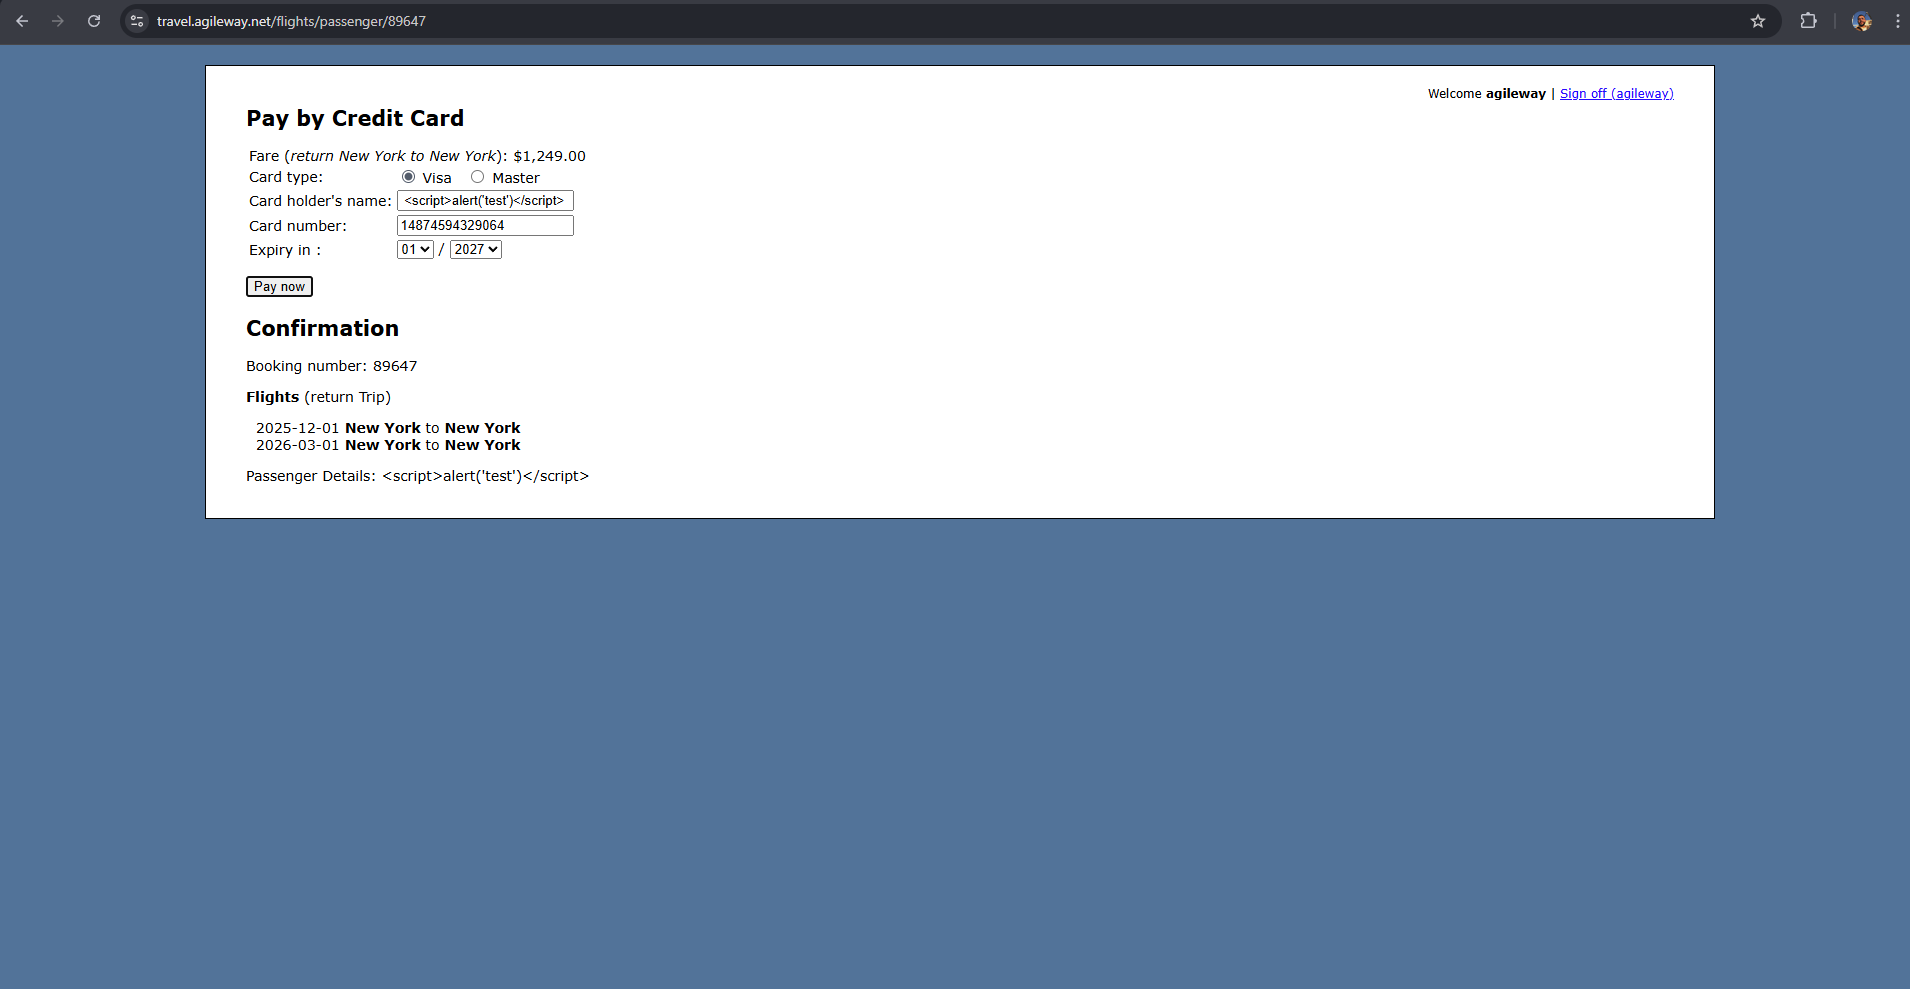 travel.agileway.net/flights/passenger/89647
Welcome agileway | Sign off (agileway)
Pay by Credit Card
Fare (return New York to New York): $1,249.00
Card type: Visa Master
Card holder's name: <script>alert('test')</script>
Card number: 14874594329064
Expiry in : 01 / 2027
Pay now
Confirmation
Booking number: 89647
Flights (return Trip)
2025-12-01 New York to New York
2026-03-01 New York to New York
Passenger Details: <script>alert('test')</script>